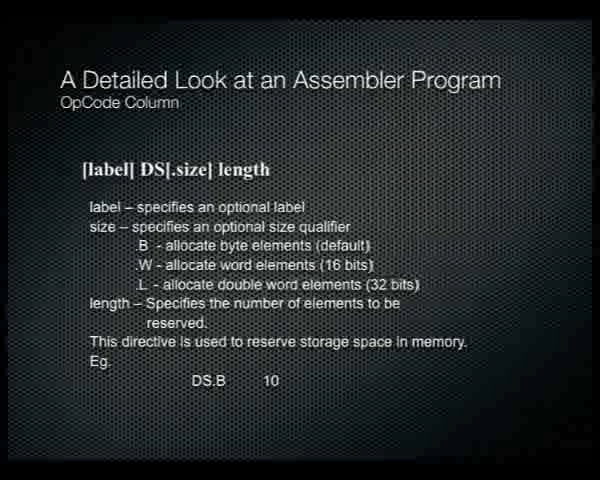 A Detailed Look at an Assembler Program
OpCode Column
[label] DS[.size] length
label – specifies an optional label
size – specifies an optional size qualifier
.B - allocate byte elements (default)
.W - allocate word elements (16 bits)
.L - allocate double word elements (32 bits)
length – Specifies the number of elements to be
reserved.
This directive is used to reserve storage space in memory.
Eg.
DS.B 10